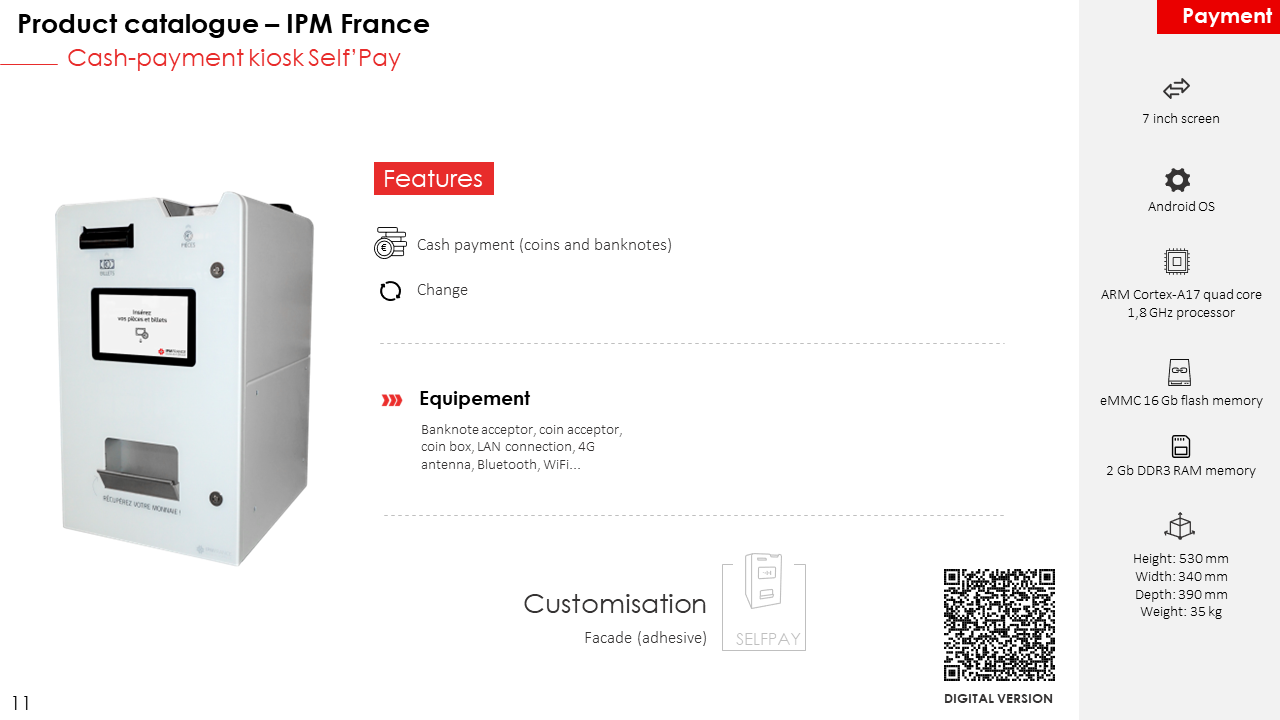 Product catalogue – IPM France
Cash-payment kiosk Self’Pay
Payment
7 inch screen
Android OS
ARM Cortex-A17 quad core
1,8 GHz processor
eMMC 16 Gb flash memory
2 Gb DDR3 RAM memory
Height: 530 mm
Width: 340 mm
Depth: 390 mm
Weight: 35 kg
Features
Cash payment (coins and banknotes)
Change
Equipement
Banknote acceptor, coin acceptor,
coin box, LAN connection, 4G
antenna, Bluetooth, WiFi...
Customisation
Facade (adhesive)
SELFPAY
DIGITAL VERSION
11
PIÈCES
BILLETS
Insérez
vos pièces et billets
IPM FRANCE
RÉCUPÉREZ VOTRE MONNAIE !